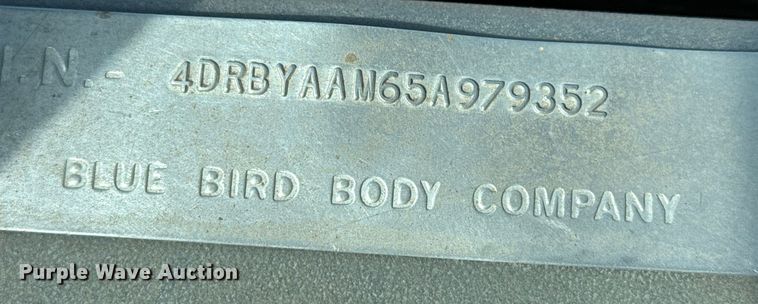 I.N.- 4DRBYAAM65A979352
BLUE BIRD BODY COMPANY
Purple Wave Auction